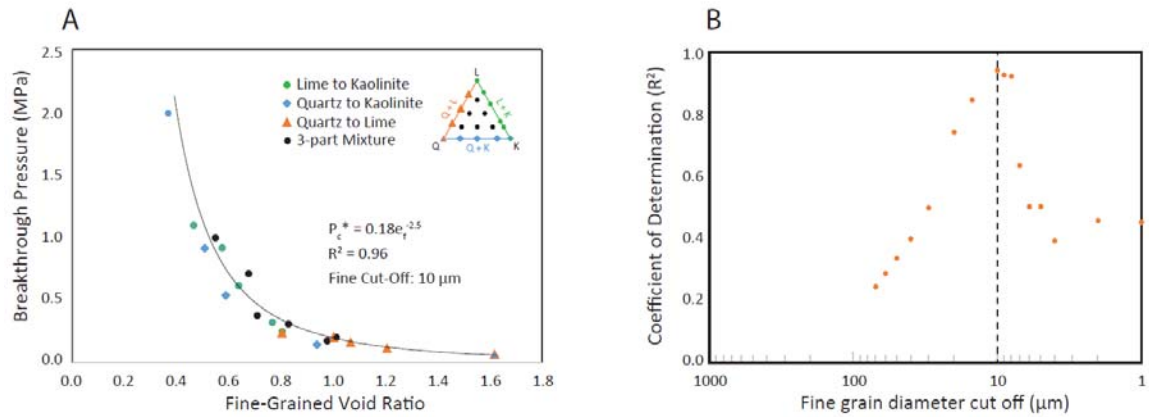 A
Breakthrough Pressure (MPa)
2.5
2.0
1.5
1.0
0.5
0.0
0.0 0.2 0.4 0.6 0.8 1.0 1.2 1.4 1.6 1.8
Fine-Grained Void Ratio
Lime to Kaolinite
Quartz to Kaolinite
Quartz to Lime
3-part Mixture
L
Q+L
L+K
Q
K
Q+K
P_c* = 0.18e_f^-2.5
R² = 0.96
Fine Cut-Off: 10 μm
B
Coefficient of Determination (R²)
1.0
0.8
0.6
0.4
0.2
0.0
1000 100 10 1
Fine grain diameter cut off (μm)